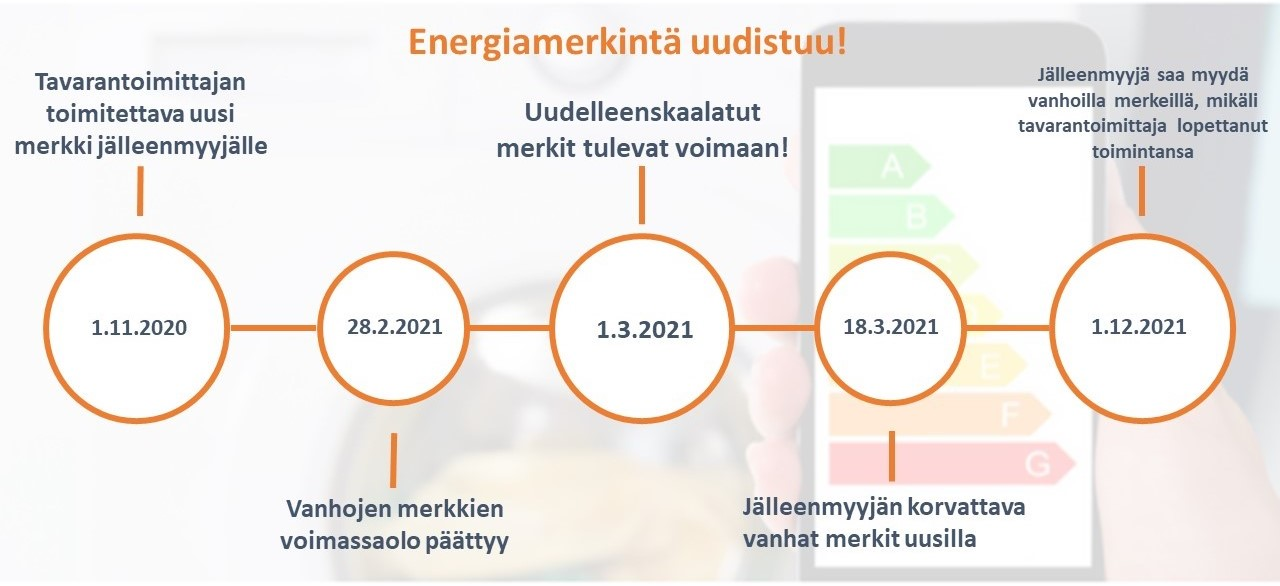 Energiamerkintä uudistuu!
Tavarantoimittajan
toimitettava uusi
merkki jälleenmyyjälle
Uudelleenskaalatut
merkit tulevat voimaan!
Jälleenmyyjä saa myydä
vanhoilla merkeillä, mikäli
tavarantoimittaja lopettanut
toimintansa
1.11.2020
28.2.2021
1.3.2021
18.3.2021
1.12.2021
Vanhojen merkkien
voimassaolo päättyy
Jälleenmyyjän korvattava
vanhat merkit uusilla
A
B
C
E
F
G